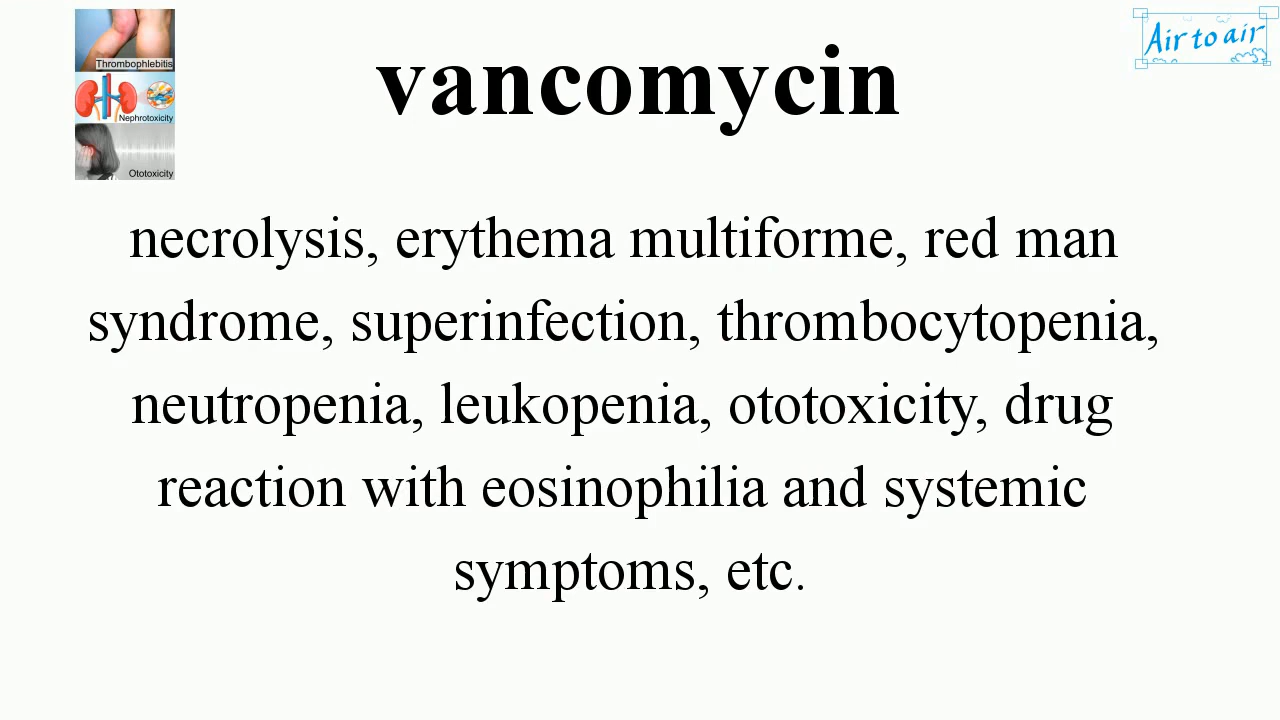 Thrombophlebitis
Nephrotoxicity
Ototoxicity
vancomycin
Air to air
necrolysis, erythema multiforme, red man
syndrome, superinfection, thrombocytopenia,
neutropenia, leukopenia, ototoxicity, drug
reaction with eosinophilia and systemic
symptoms, etc.